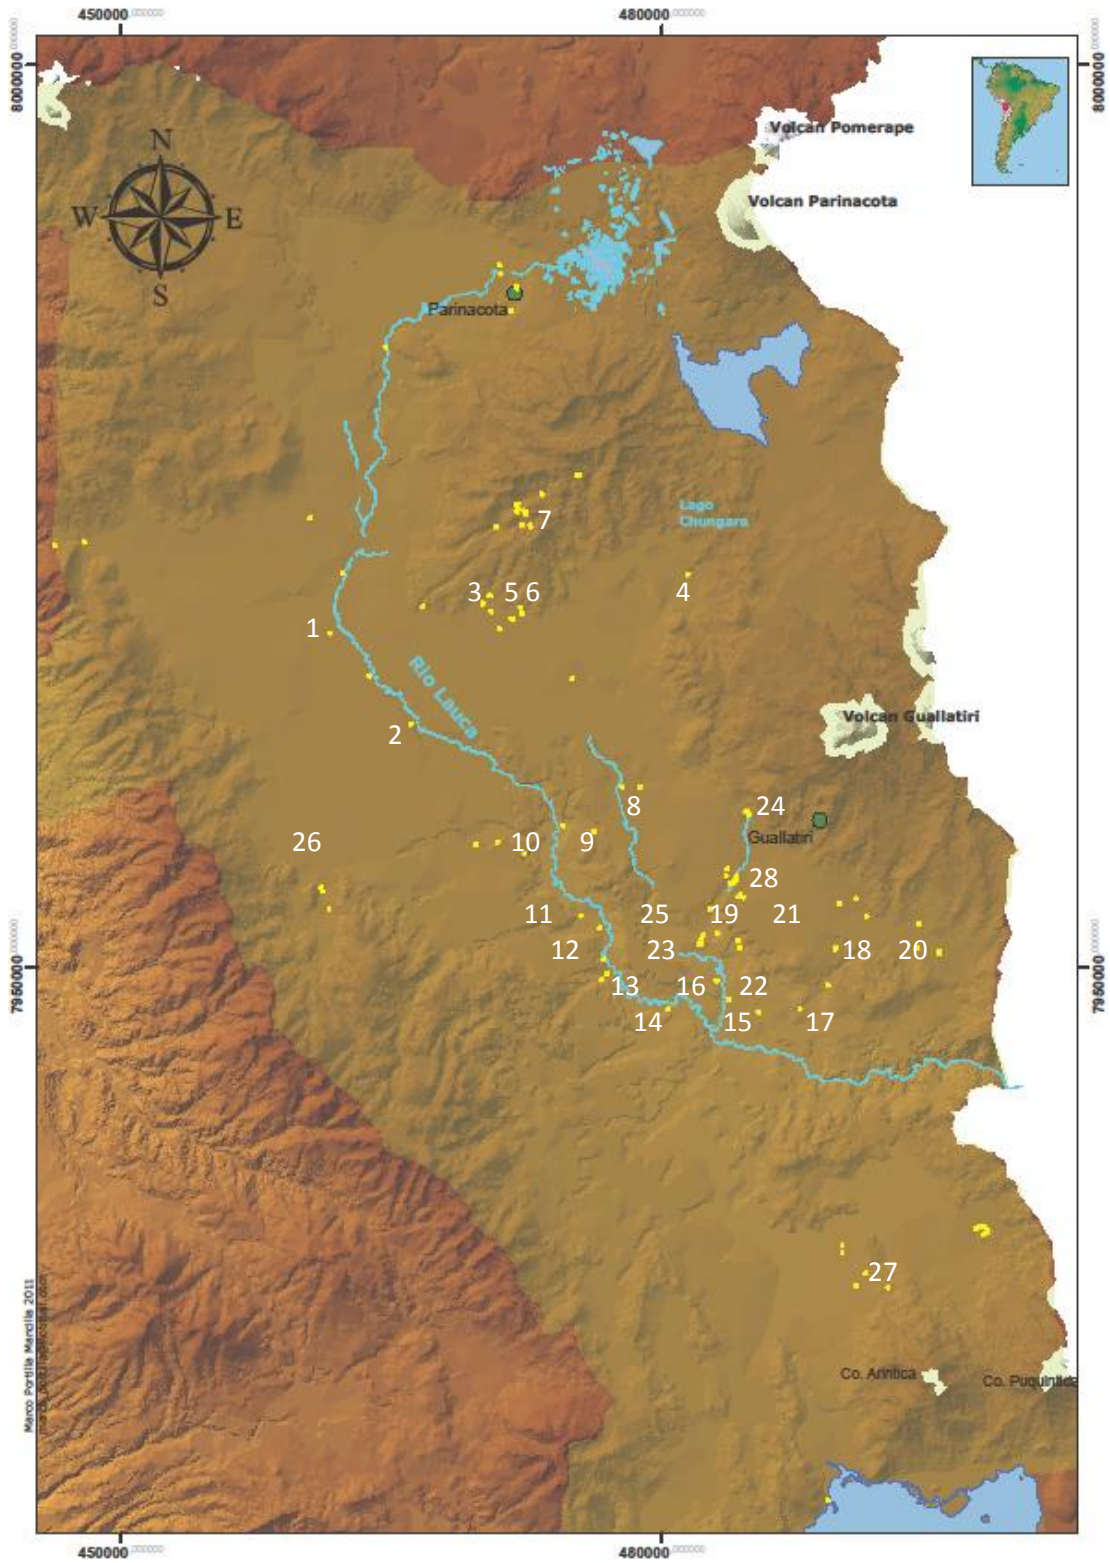 450000 480000
8000000 8000000
N
W E
S
Volcan Pomerape
Volcan Parinacota
Parinacota
Lago
Chungara
7
3 5 6 4
1
Rio Lauca
2
Volcan Guallatiri
8 24
Guallatiri
26 10 9
28
11 25 19 21
12 23 18 20
13 16 22
14 15 17
7950000 7950000
27
Co. Arintica
Co. Puquintica
Marco Portilla Mancilla 2011
450000 480000